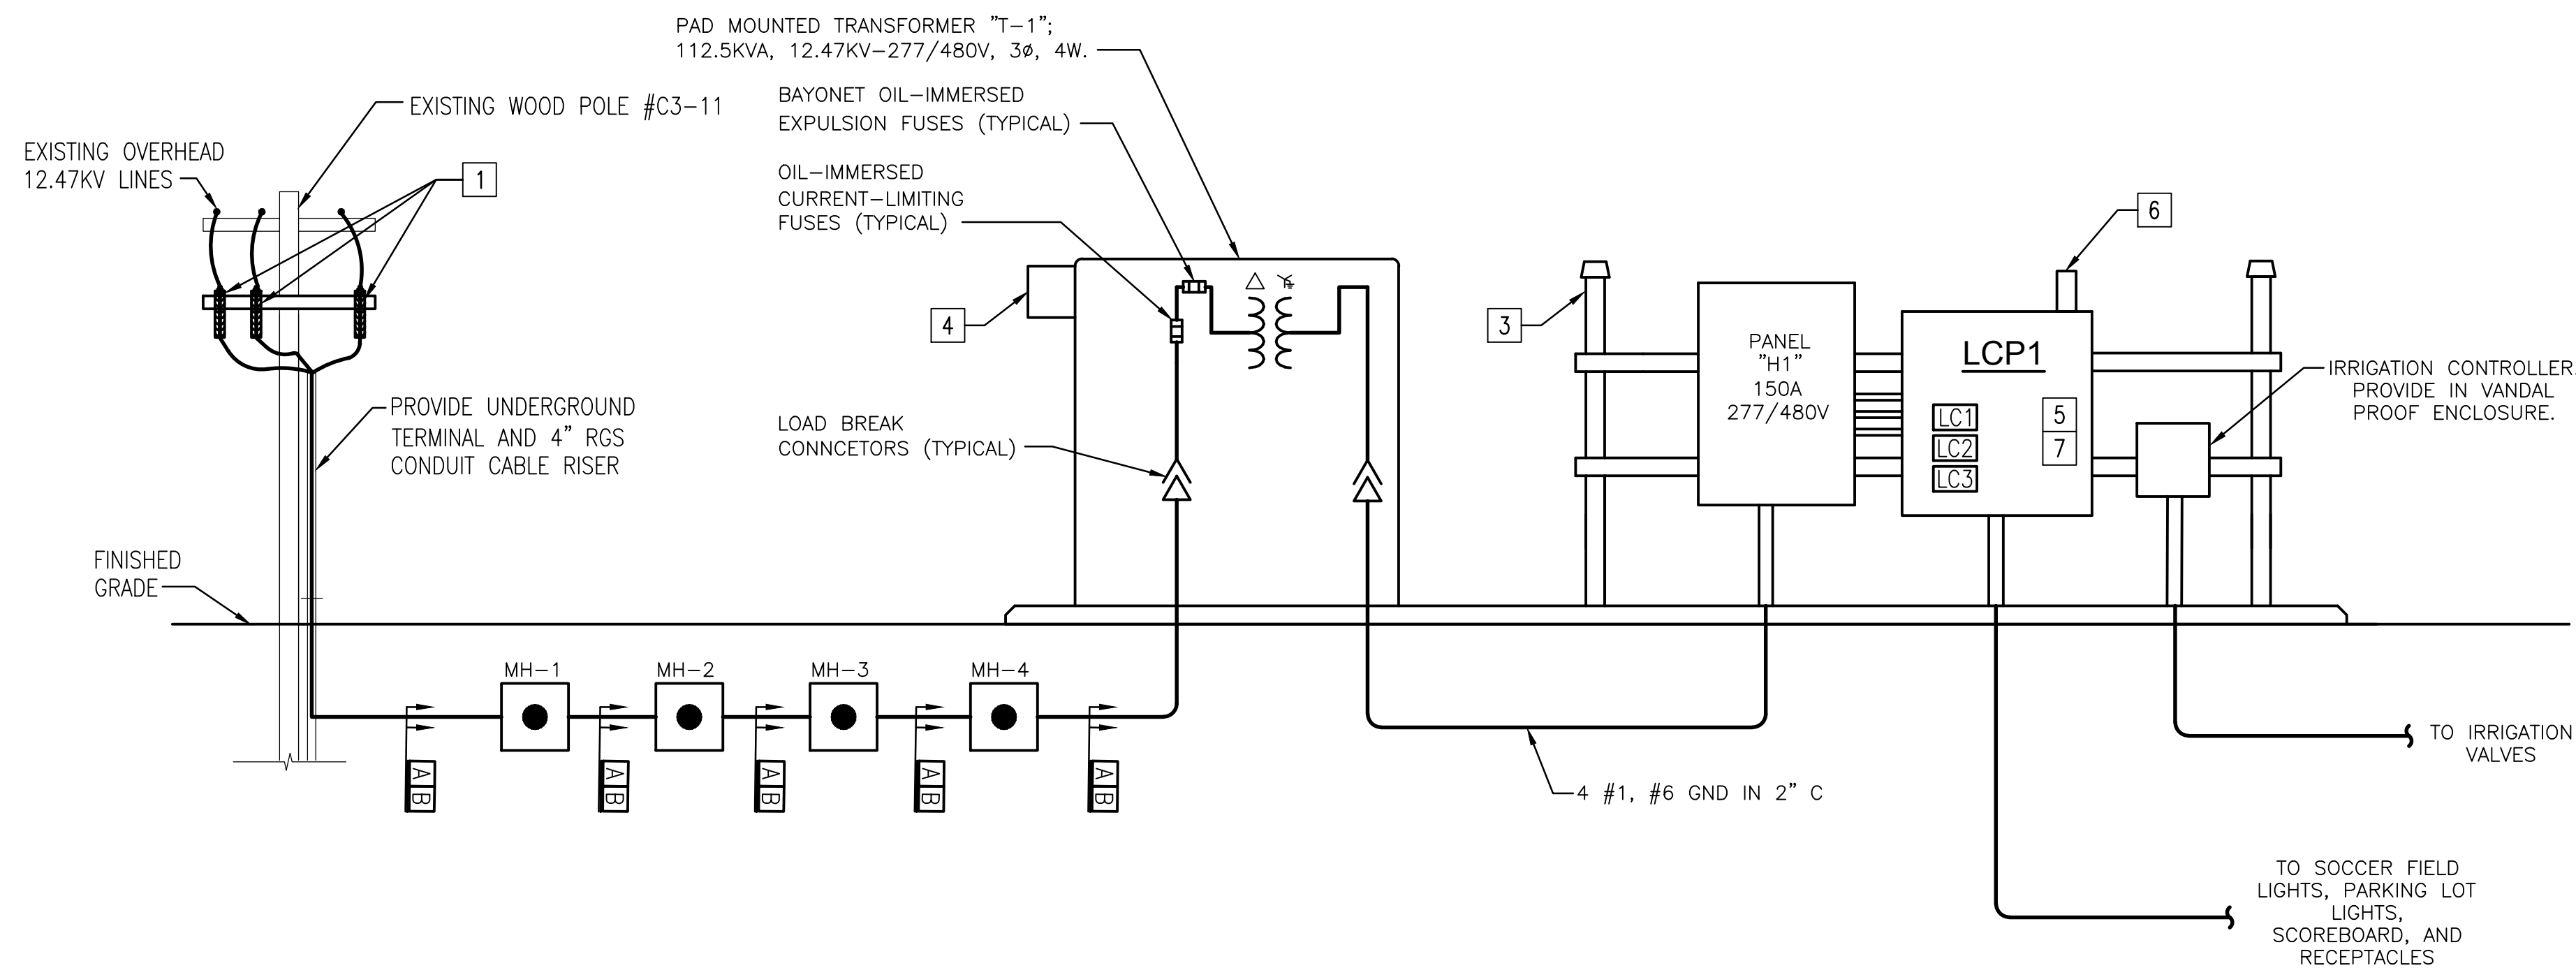 PAD MOUNTED TRANSFORMER "T-1";
112.5KVA, 12.47KV-277/480V, 3ø, 4W.
EXISTING WOOD POLE #C3-11
BAYONET OIL-IMMERSED
EXPULSION FUSES (TYPICAL)
EXISTING OVERHEAD
12.47KV LINES
1
OIL-IMMERSED
CURRENT-LIMITING
FUSES (TYPICAL)
6
4
3
PANEL
"H1"
150A
277/480V
LCP1
LC1
LC2
LC3
5
7
IRRIGATION CONTROLLER.
PROVIDE IN VANDAL
PROOF ENCLOSURE.
PROVIDE UNDERGROUND
TERMINAL AND 4" RGS
CONDUIT CABLE RISER
LOAD BREAK
CONNCETORS (TYPICAL)
FINISHED
GRADE
MH-1
MH-2
MH-3
MH-4
A B
A B
A B
A B
A B
4 #1, #6 GND IN 2" C
TO IRRIGATION
VALVES
TO SOCCER FIELD
LIGHTS, PARKING LOT
LIGHTS,
SCOREBOARD, AND
RECEPTACLES